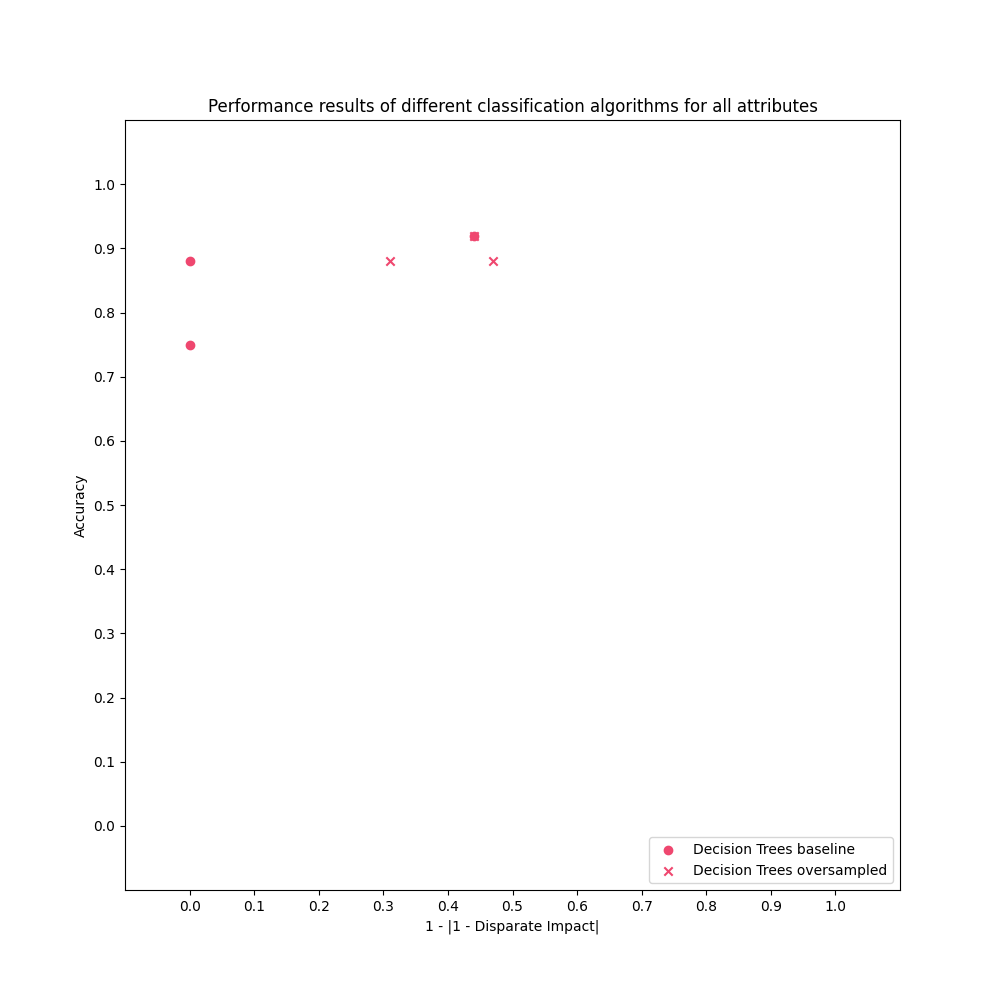 Performance results of different classification algorithms for all attributes
1.0
0.9
0.8
0.7
0.6
0.5
0.4
0.3
0.2
0.1
0.0
Accuracy
Decision Trees baseline
Decision Trees oversampled
0.0 0.1 0.2 0.3 0.4 0.5 0.6 0.7 0.8 0.9 1.0
1 - |1 - Disparate Impact|